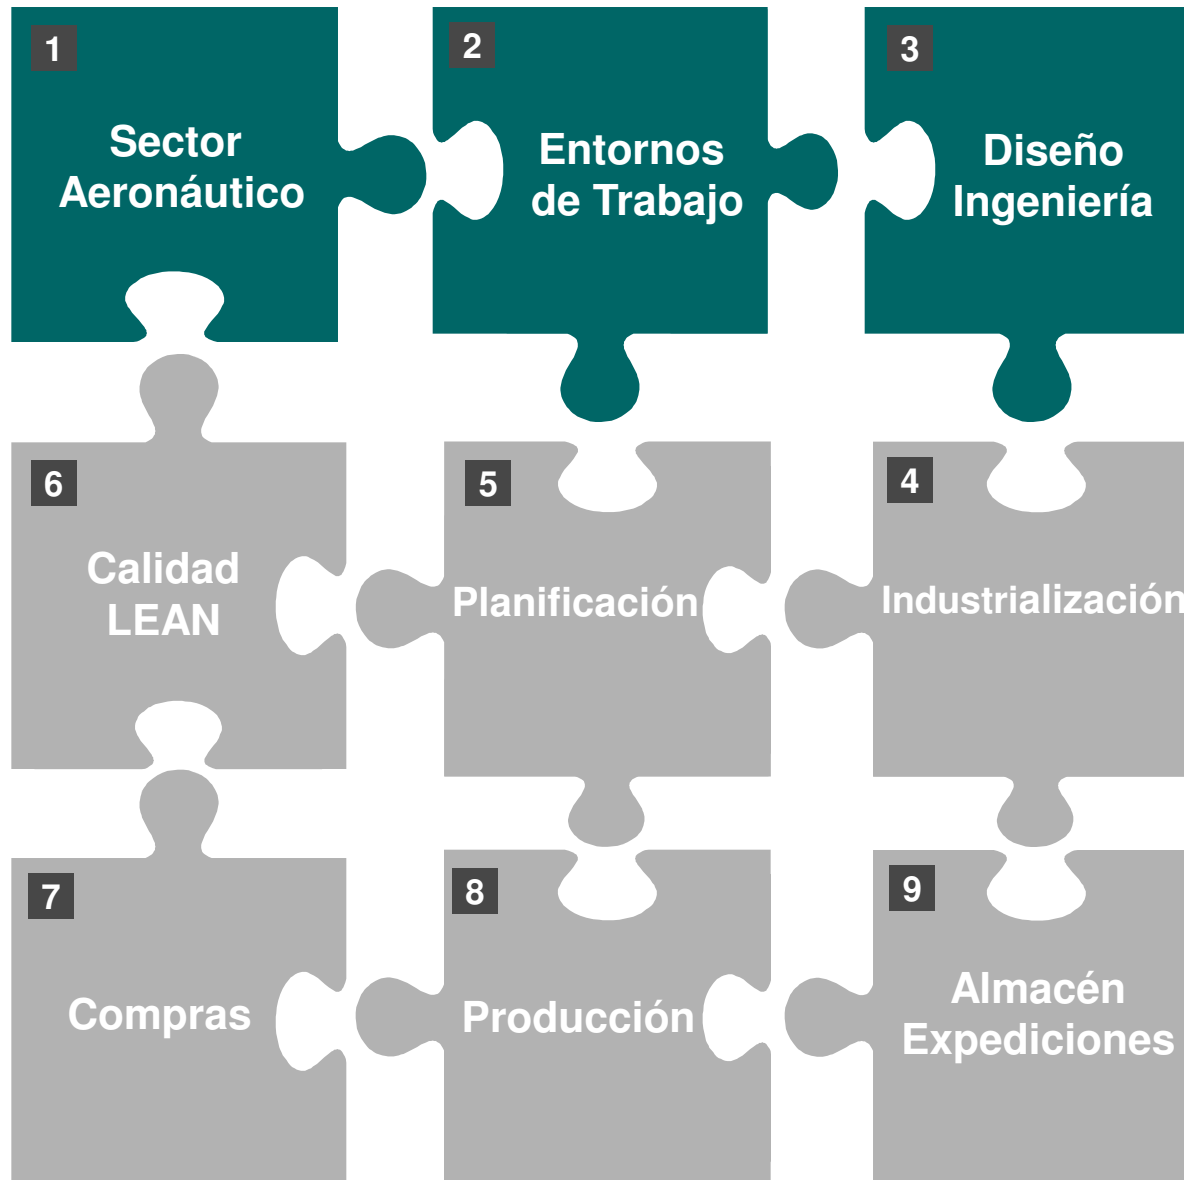 1
Sector
Aeronáutico
2
Entornos
de Trabajo
3
Diseño
Ingeniería
6
Calidad
LEAN
5
Planificación
4
Industrialización
7
Compras
8
Producción
9
Almacén
Expediciones